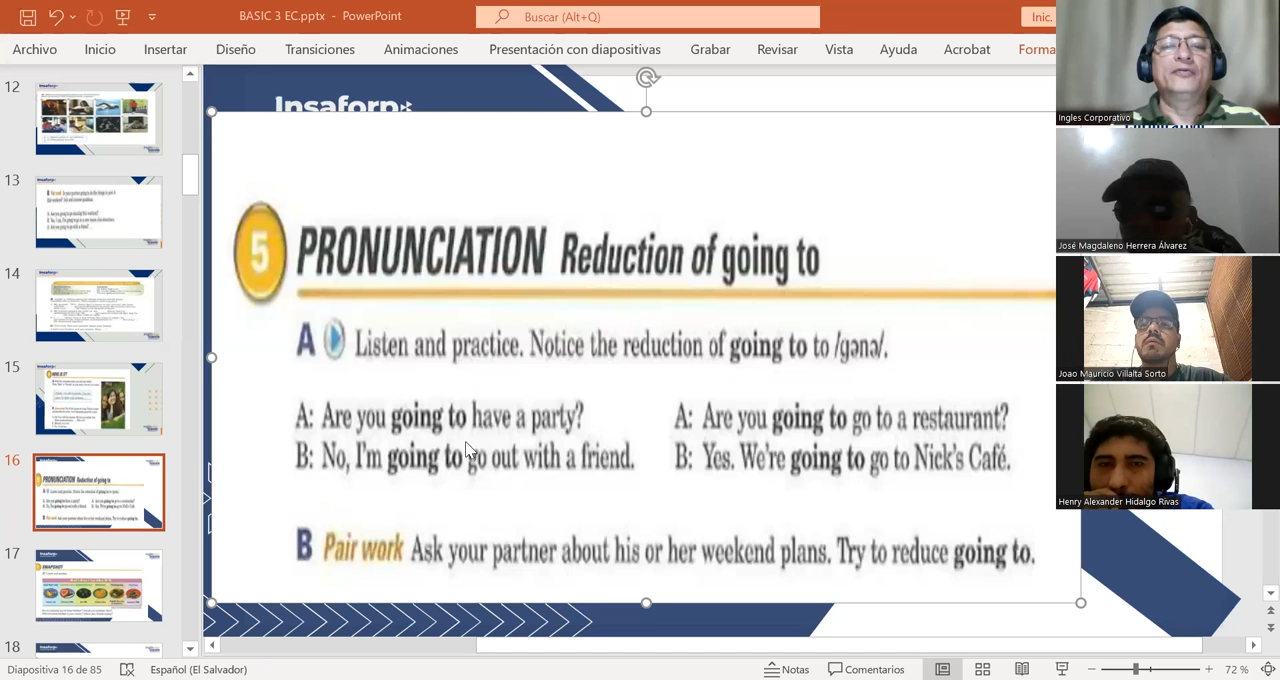 BASIC 3 EC.pptx - PowerPoint
Buscar (Alt+Q)
Inic.
Archivo Inicio Insertar Diseño Transiciones Animaciones Presentación con diapositivas Grabar Revisar Vista Ayuda Acrobat Forma
12
13
14
15
16
17
SNAPSHOT
18
Insaforp
5 PRONUNCIATION Reduction of going to
A Listen and practice. Notice the reduction of going to to /gənə/.
A: Are you going to have a party?
B: No, I'm going to go out with a friend.
A: Are you going to go to a restaurant?
B: Yes. We're going to go to Nick's Café.
B Pair work Ask your partner about his or her weekend plans. Try to reduce going to.
Ingles Corporativo
José Magdaleno Herrera Álvarez
Joao Mauricio Villalta Sorto
Henry Alexander Hidalgo Rivas
Diapositiva 16 de 85
Español (El Salvador)
Notas
Comentarios
72 %